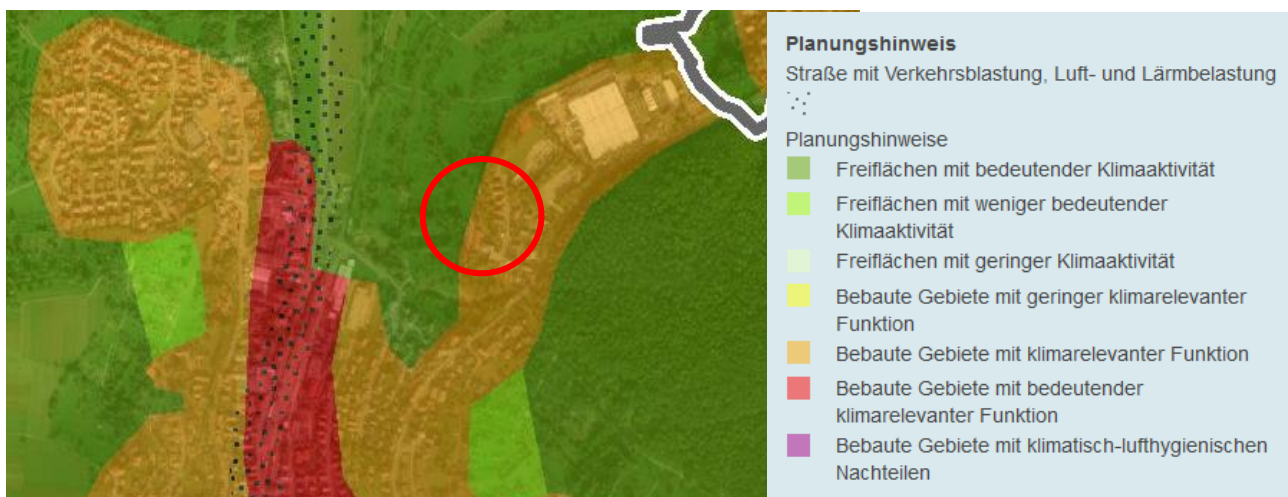 Planungshinweis
Straße mit Verkehrsblastung, Luft- und Lärmbelastung
Planungshinweise
Freiflächen mit bedeutender Klimaaktivität
Freiflächen mit weniger bedeutender
Klimaaktivität
Freiflächen mit geringer Klimaaktivität
Bebaute Gebiete mit geringer klimarelevanter
Funktion
Bebaute Gebiete mit klimarelevanter Funktion
Bebaute Gebiete mit bedeutender
klimarelevanter Funktion
Bebaute Gebiete mit klimatisch-lufthygienischen
Nachteilen